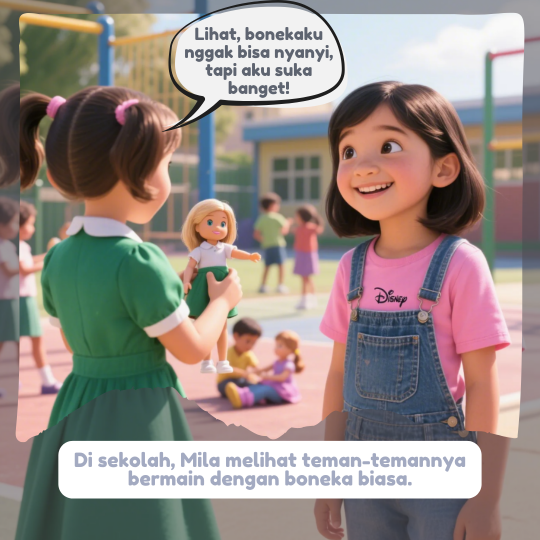 Lihat, bonekaku
nggak bisa nyanyi,
tapi aku suka
banget!
Disney
Di sekolah, Mila melihat teman-temannya
bermain dengan boneka biasa.